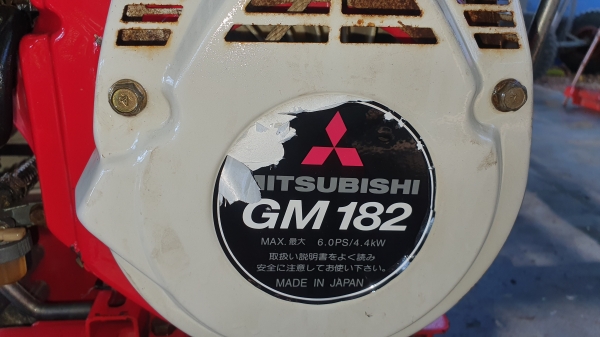 MITSUBISHI
GM 182
MAX. 最大 6.0PS/4.4kW
取扱い説明書をよく読み
安全に注意してお使い下さい。
MADE IN JAPAN